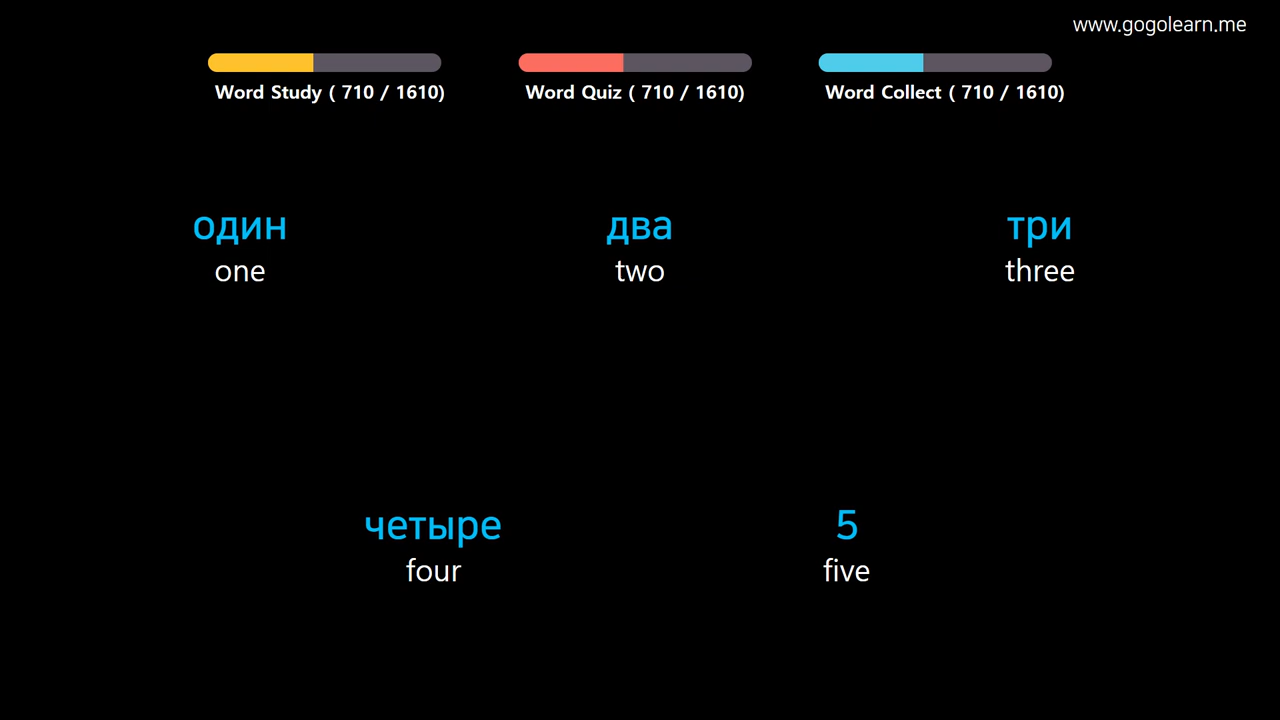 www.gogolearn.me
Word Study ( 710 / 1610)
Word Quiz ( 710 / 1610)
Word Collect ( 710 / 1610)
один
one
два
two
три
three
четыре
four
5
five